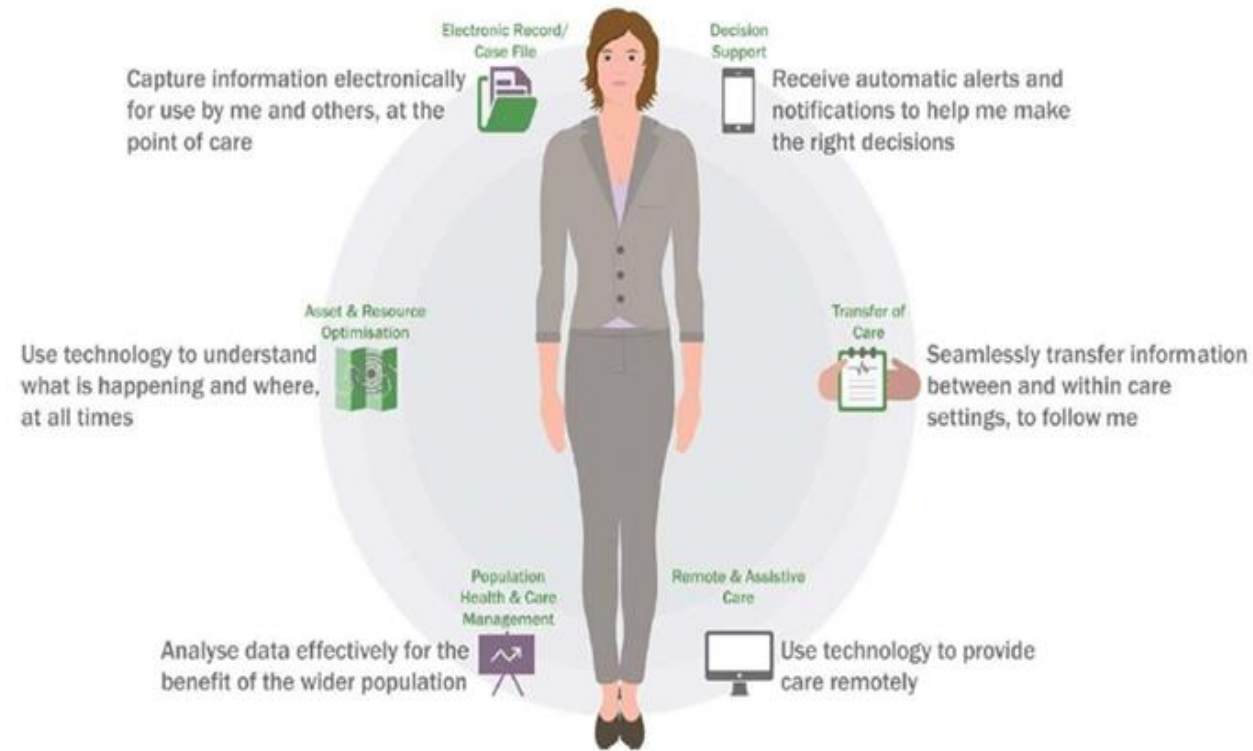 Electronic Record/
Case File
Capture information electronically
for use by me and others, at the
point of care
Decision
Support
Receive automatic alerts and
notifications to help me make
the right decisions
Asset & Resource
Optimisation
Use technology to understand
what is happening and where,
at all times
Transfer of
Care
Seamlessly transfer information
between and within care
settings, to follow me
Population
Health & Care
Management
Analyse data effectively for the
benefit of the wider population
Remote & Assistive
Care
Use technology to provide
care remotely